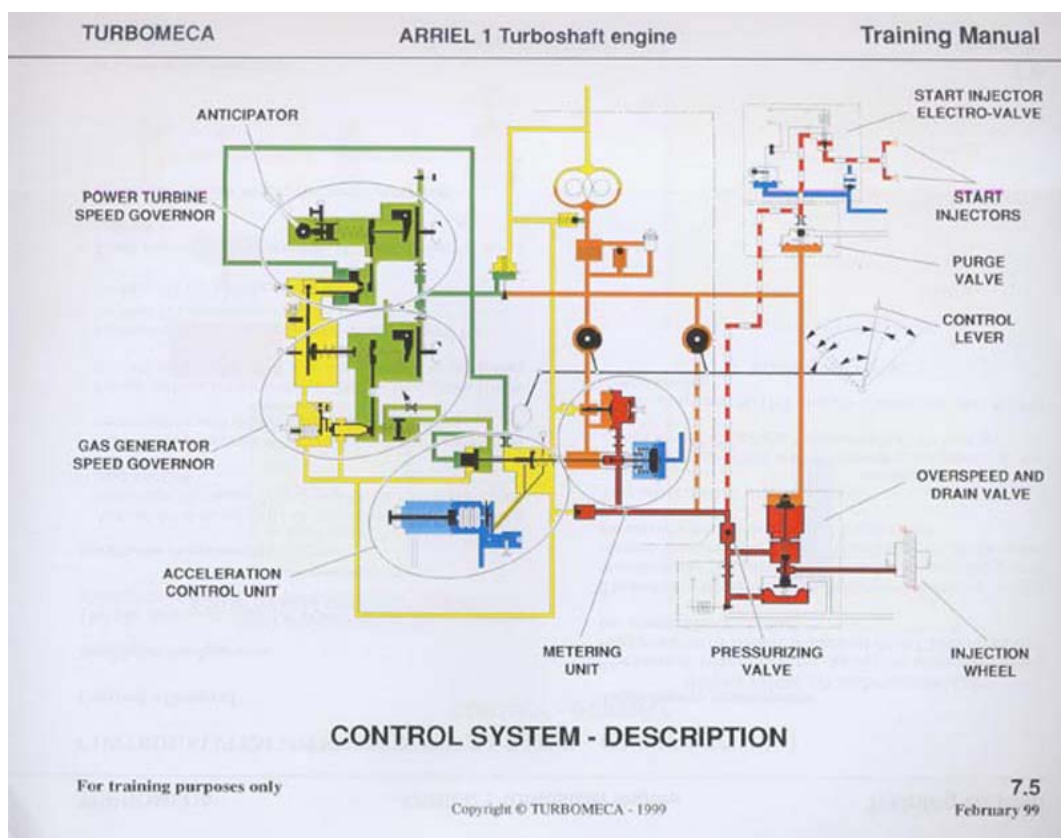 TURBOMECA
ARRIEL 1 Turboshaft engine
Training Manual
START INJECTOR
ELECTRO-VALVE
ANTICIPATOR
POWER TURBINE
SPEED GOVERNOR
START
INJECTORS
PURGE
VALVE
CONTROL
LEVER
GAS GENERATOR
SPEED GOVERNOR
OVERSPEED AND
DRAIN VALVE
ACCELERATION
CONTROL UNIT
METERING
UNIT
PRESSURIZING
VALVE
INJECTION
WHEEL
CONTROL SYSTEM - DESCRIPTION
For training purposes only
Copyright © TURBOMECA - 1999
7.5
February 99